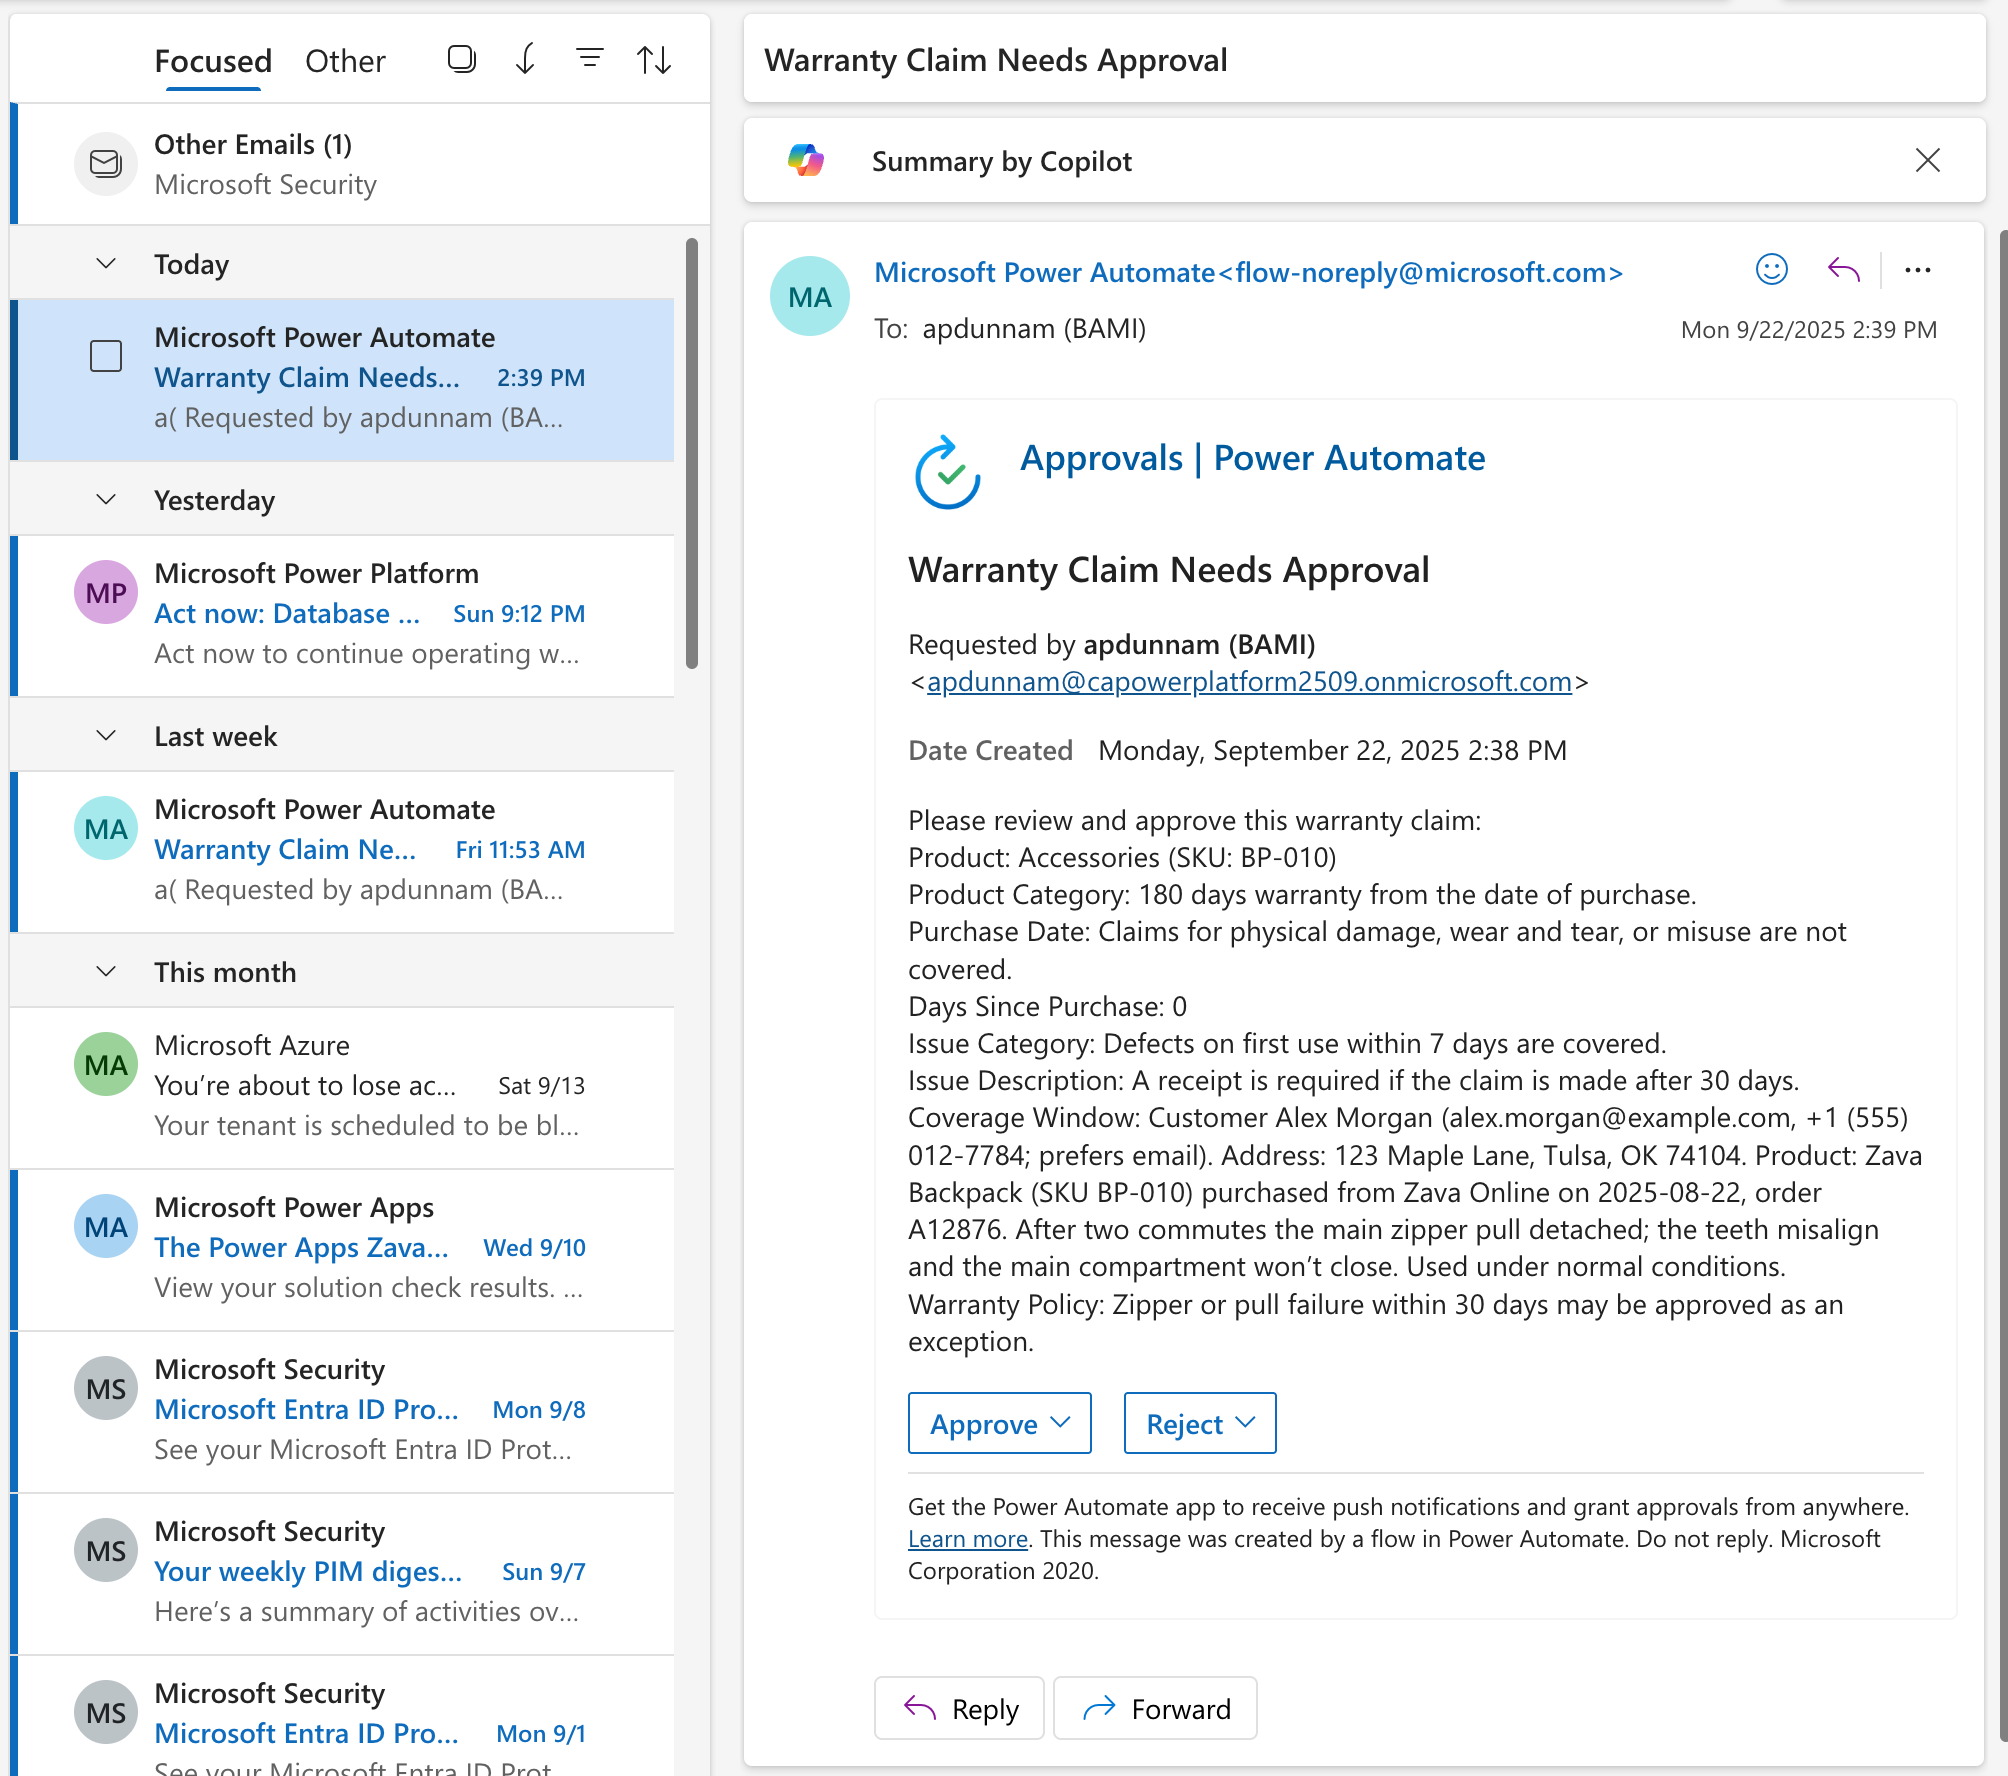 Focused
Other
Other Emails (1)
Microsoft Security
Today
Microsoft Power Automate
Warranty Claim Needs... 2:39 PM
a( Requested by apdunnam (BA...
Yesterday
MP
Microsoft Power Platform
Act now: Database ... Sun 9:12 PM
Act now to continue operating w...
Last week
MA
Microsoft Power Automate
Warranty Claim Ne... Fri 11:53 AM
a( Requested by apdunnam (BA...
This month
MA
Microsoft Azure
You’re about to lose ac... Sat 9/13
Your tenant is scheduled to be bl...
MA
Microsoft Power Apps
The Power Apps Zava... Wed 9/10
View your solution check results. ...
MS
Microsoft Security
Microsoft Entra ID Pro... Mon 9/8
See your Microsoft Entra ID Prot...
MS
Microsoft Security
Your weekly PIM diges... Sun 9/7
Here’s a summary of activities ov...
MS
Microsoft Security
Microsoft Entra ID Pro... Mon 9/1
See your Microsoft Entra ID Prot
Warranty Claim Needs Approval
Summary by Copilot
MA
Microsoft Power Automate<flow-noreply@microsoft.com>
To: apdunnam (BAMI)
Mon 9/22/2025 2:39 PM
Approvals | Power Automate
Warranty Claim Needs Approval
Requested by apdunnam (BAMI)
<apdunnam@capowerplatform2509.onmicrosoft.com>
Date Created Monday, September 22, 2025 2:38 PM
Please review and approve this warranty claim:
Product: Accessories (SKU: BP-010)
Product Category: 180 days warranty from the date of purchase.
Purchase Date: Claims for physical damage, wear and tear, or misuse are not
covered.
Days Since Purchase: 0
Issue Category: Defects on first use within 7 days are covered.
Issue Description: A receipt is required if the claim is made after 30 days.
Coverage Window: Customer Alex Morgan (alex.morgan@example.com, +1 (555)
012-7784; prefers email). Address: 123 Maple Lane, Tulsa, OK 74104. Product: Zava
Backpack (SKU BP-010) purchased from Zava Online on 2025-08-22, order
A12876. After two commutes the main zipper pull detached; the teeth misalign
and the main compartment won’t close. Used under normal conditions.
Warranty Policy: Zipper or pull failure within 30 days may be approved as an
exception.
Approve
Reject
Get the Power Automate app to receive push notifications and grant approvals from anywhere.
Learn more. This message was created by a flow in Power Automate. Do not reply. Microsoft
Corporation 2020.
Reply
Forward